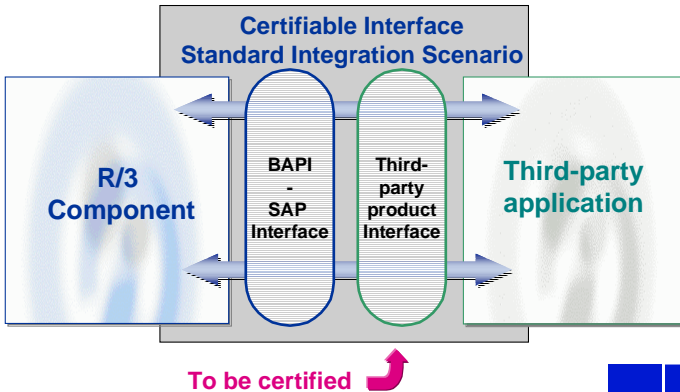 Certifiable Interface
Standard Integration Scenario
R/3
Component
BAPI
-
SAP
Interface
Third-
party
product
Interface
Third-party
application
To be certified